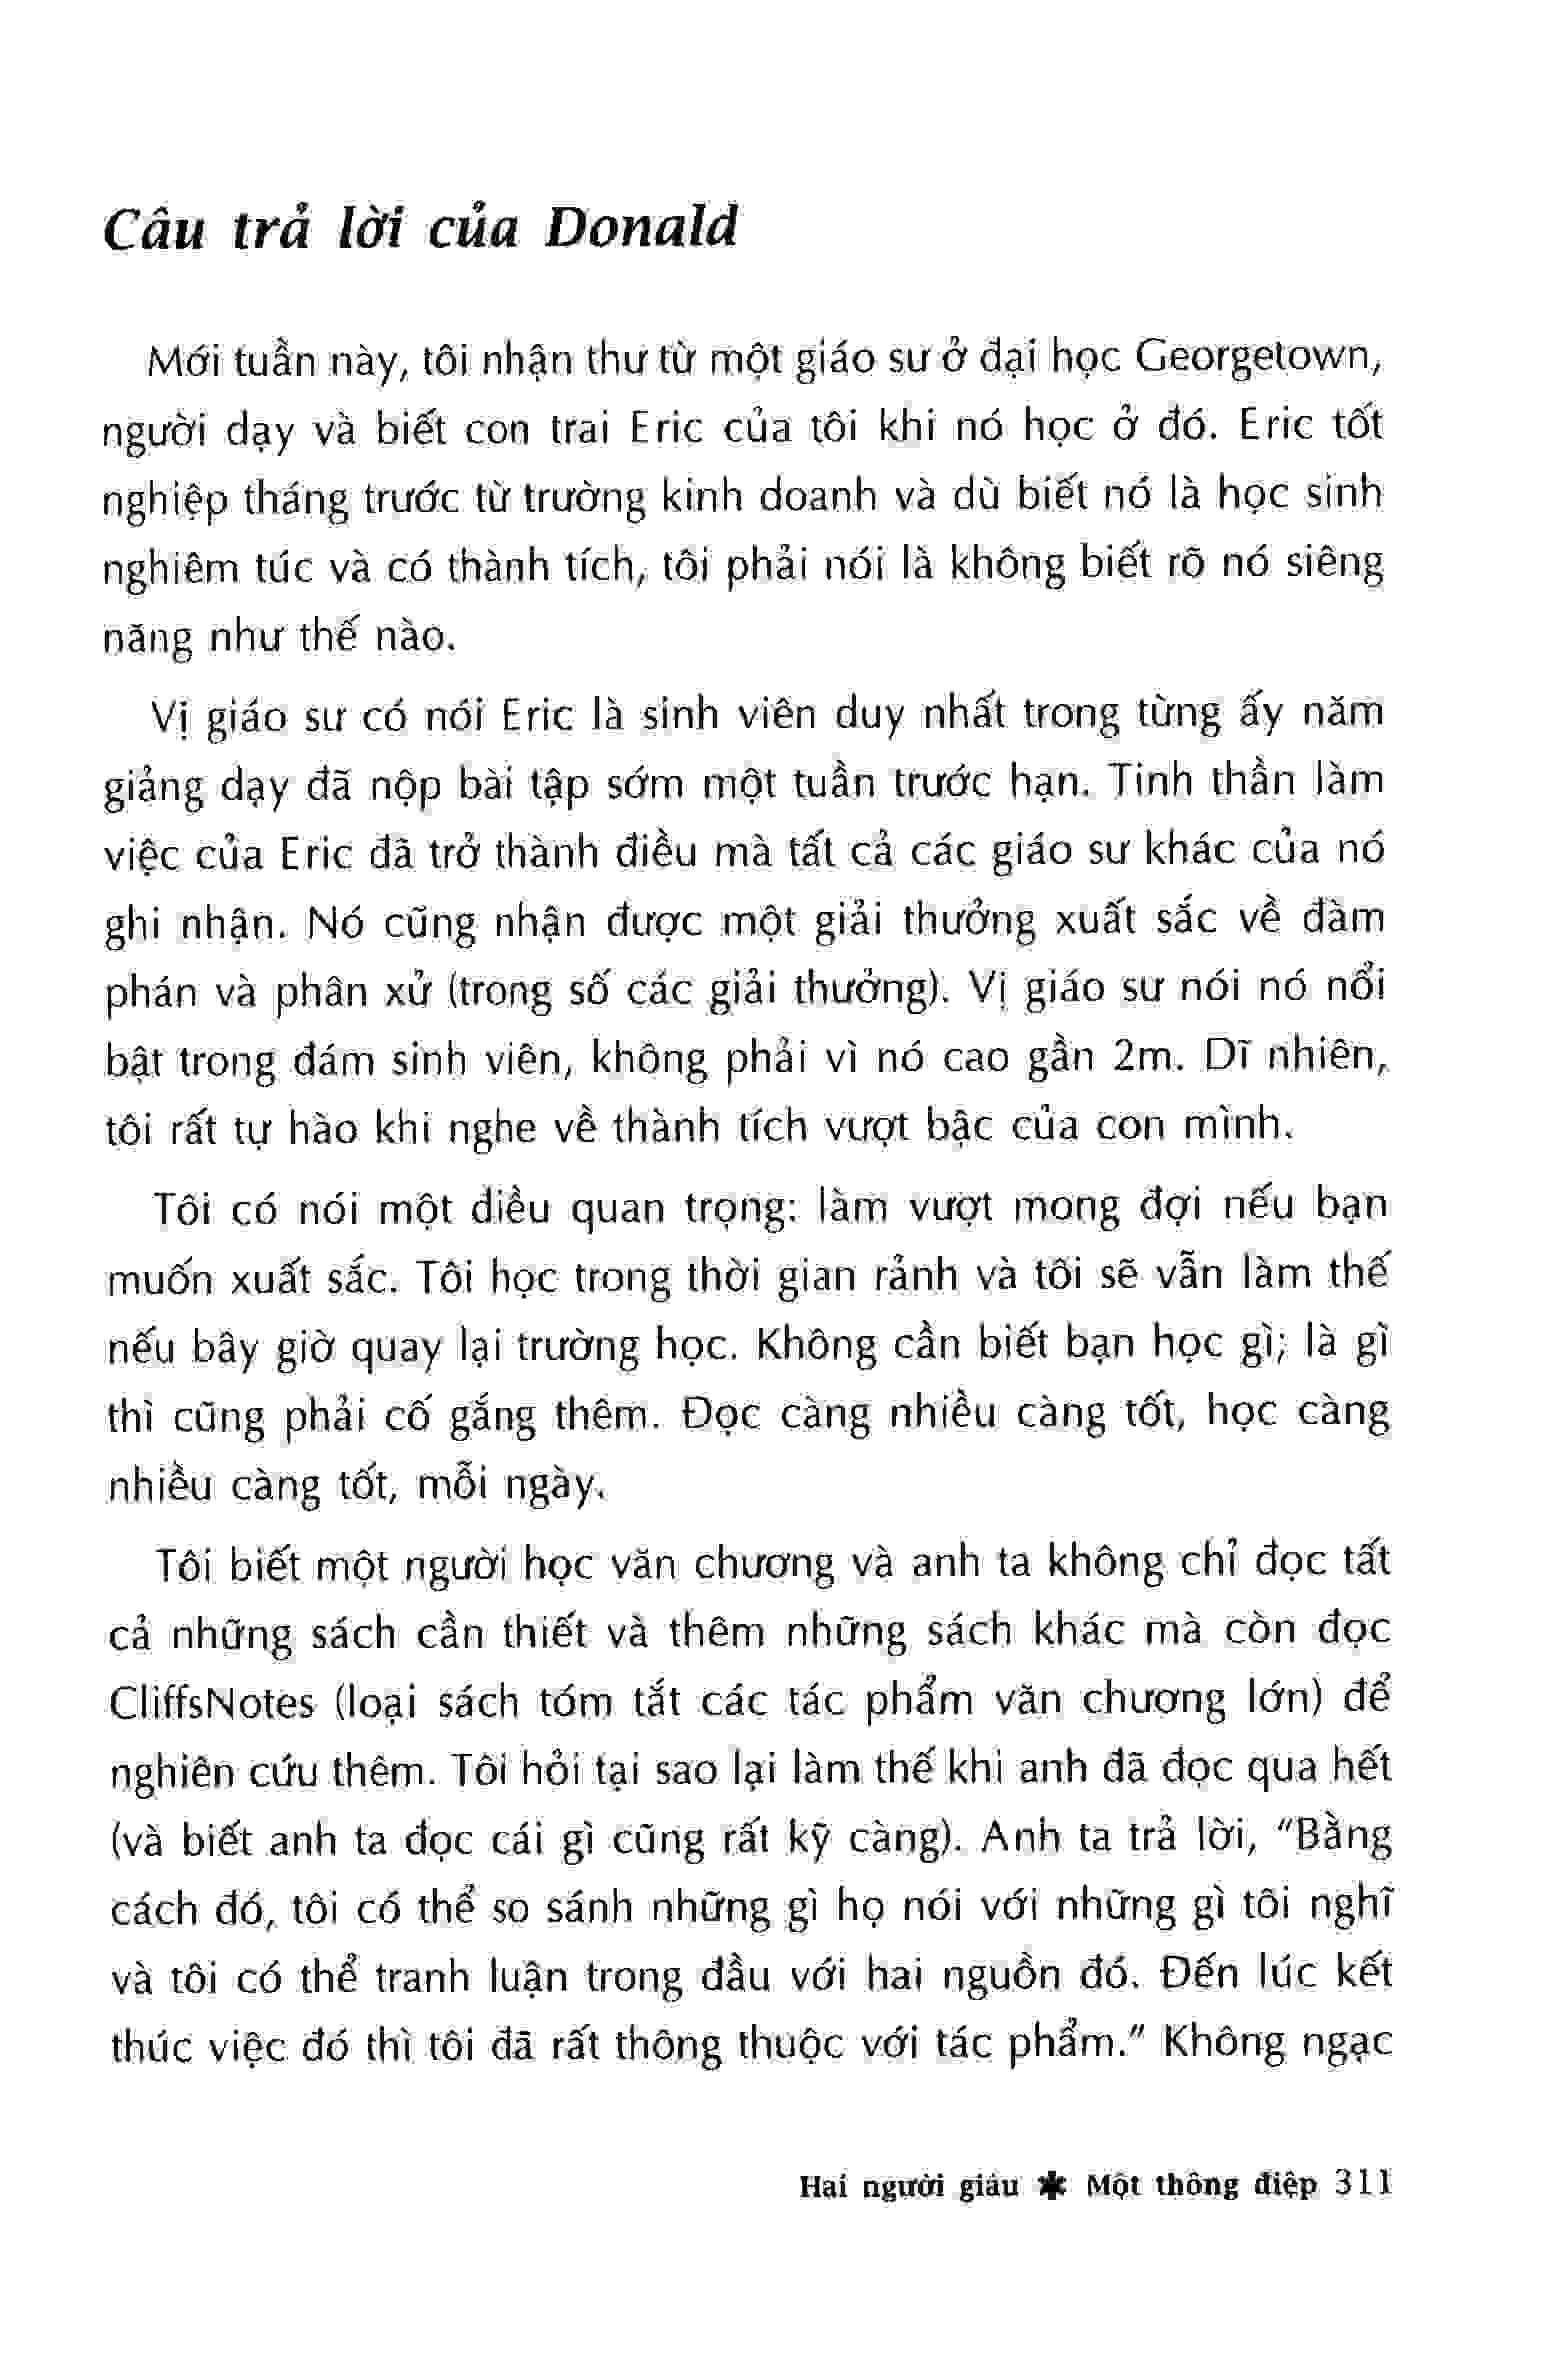 Câu trả lời của Donald
Mới tuần này, tôi nhận thư từ một giáo sư ở đại học Georgetown,
người dạy và biết con trai Eric của tôi khi nó học ở đó. Eric tốt
nghiệp tháng trước từ trường kinh doanh và dù biết nó là học sinh
nghiêm túc và có thành tích, tôi phải nói là không biết rõ nó siêng
năng như thế nào.
Vị giáo sư có nói Eric là sinh viên duy nhất trong từng ấy năm
giảng dạy đã nộp bài tập sớm một tuần trước hạn. Tinh thần làm
việc của Eric đã trở thành điều mà tất cả các giáo sư khác của nó
ghi nhận. Nó cũng nhận được một giải thưởng xuất sắc về đàm
phán và phân xử (trong số các giải thưởng). Vị giáo sư nói nó nổi
bật trong đám sinh viên, không phải vì nó cao gần 2m. Dĩ nhiên,
tôi rất tự hào khi nghe về thành tích vượt bậc của con mình.
Tôi có nói một điều quan trọng: làm vượt mong đợi nếu bạn
muốn xuất sắc. Tôi học trong thời gian rảnh và tôi sẽ vẫn làm thế
nếu bây giờ quay lại trường học. Không cần biết bạn học gì; là gì
thì cũng phải cố gắng thêm. Đọc càng nhiều càng tốt, học càng
nhiều càng tốt, mỗi ngày.
Tôi biết một người học văn chương và anh ta không chỉ đọc tất
cả những sách cần thiết và thêm những sách khác mà còn đọc
CliffsNotes (loại sách tóm tắt các tác phẩm văn chương lớn) để
nghiên cứu thêm. Tôi hỏi tại sao lại làm thế khi anh đã đọc qua hết
(và biết anh ta đọc cái gì cũng rất kỹ càng). Anh ta trả lời, "Bằng
cách đó, tôi có thể so sánh những gì họ nói với những gì tôi nghĩ
và tôi có thể tranh luận trong đầu với hai nguồn đó. Đến lúc kết
thúc việc đó thì tôi đã rất thông thuộc với tác phẩm." Không ngạc
Hai người giàu ✱ Một thông điệp 311